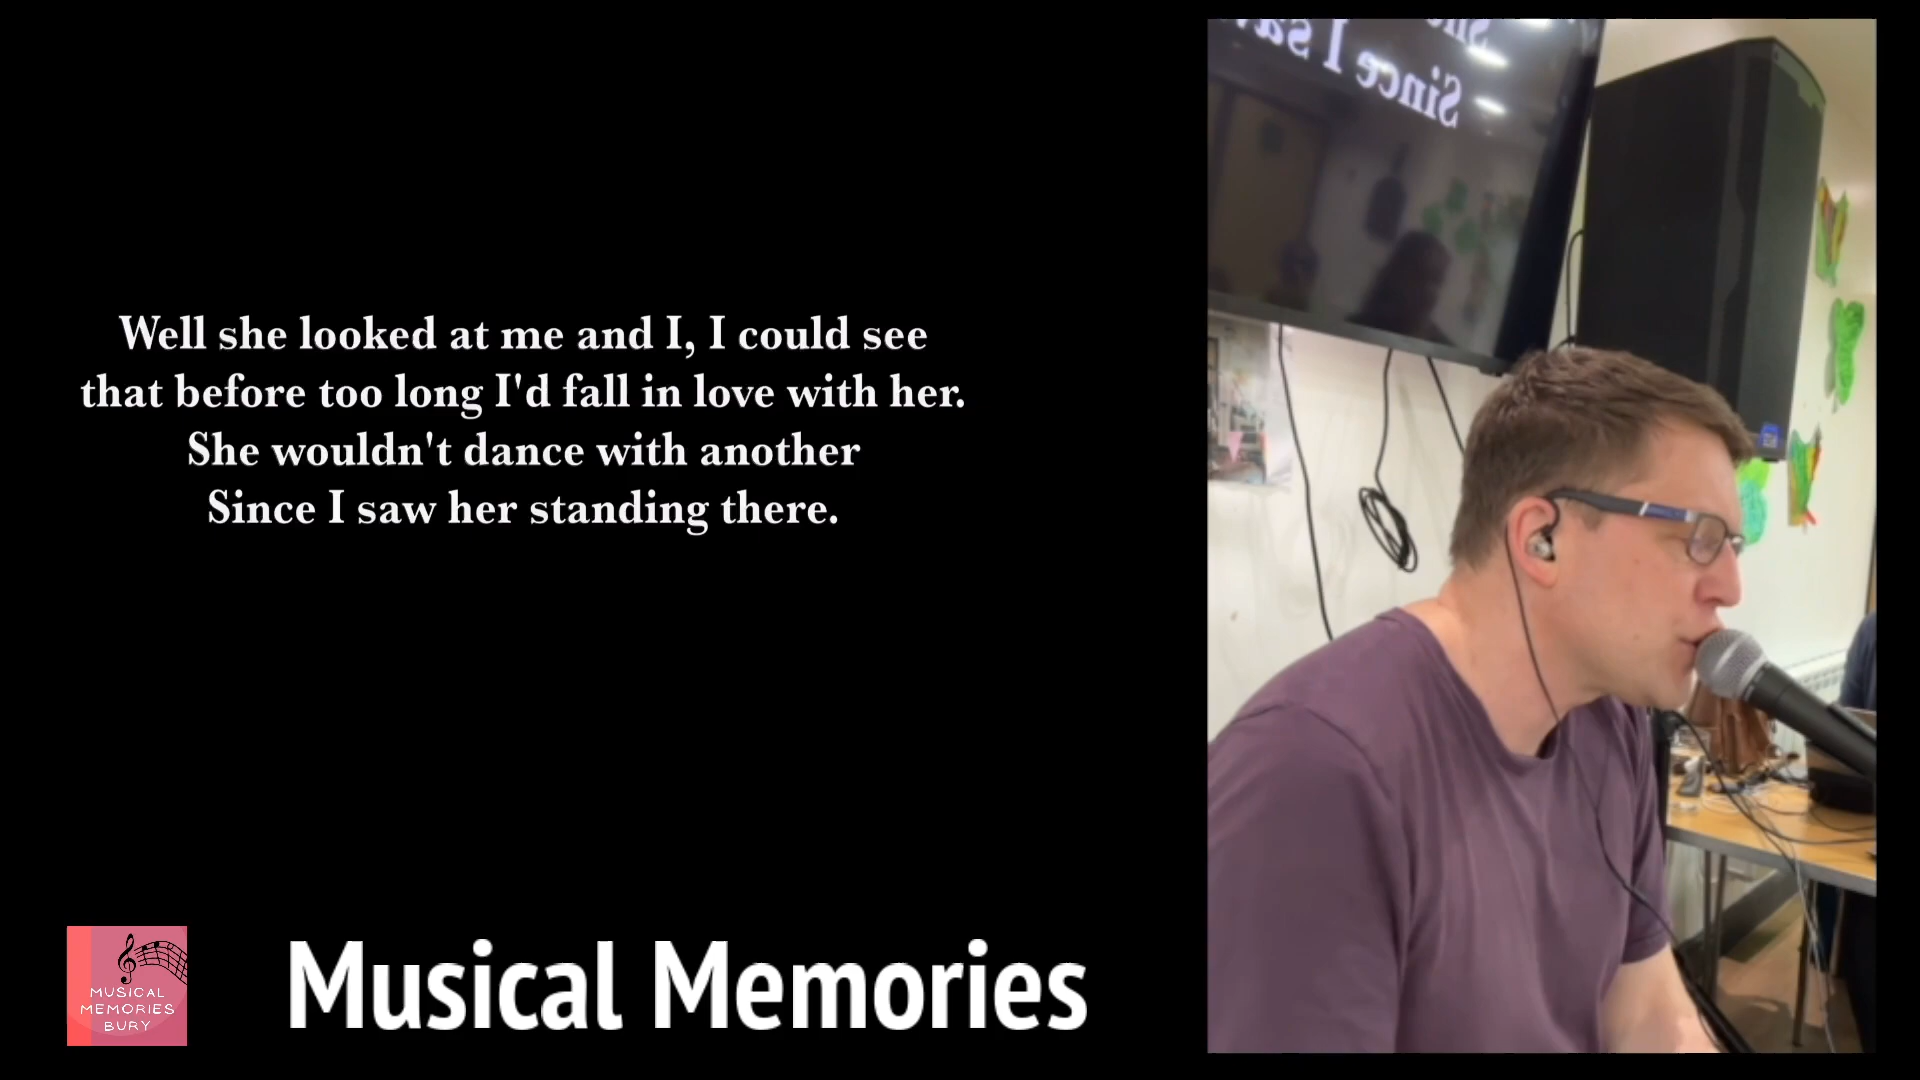 Well she looked at me and I, I could see
that before too long I'd fall in love with her.
She wouldn't dance with another
Since I saw her standing there.
Musical Memories
MUSICAL
MEMORIES
BURY
Since I